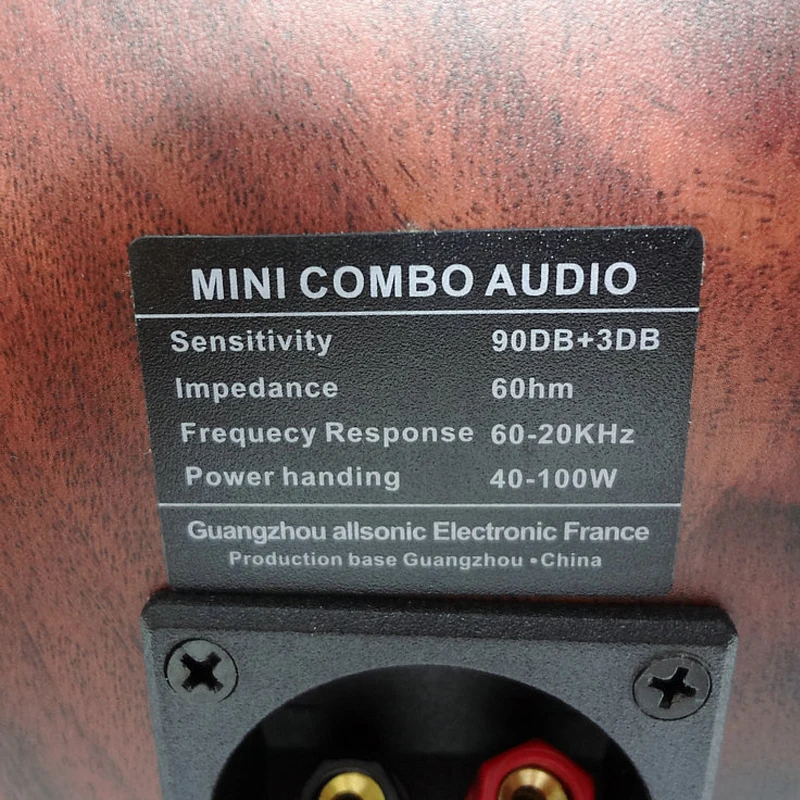 MINI COMBO AUDIO
Sensitivity 90DB+3DB
Impedance 60hm
Frequecy Response 60-20KHz
Power handing 40-100W
Guangzhou allsonic Electronic France
Production base Guangzhou •China